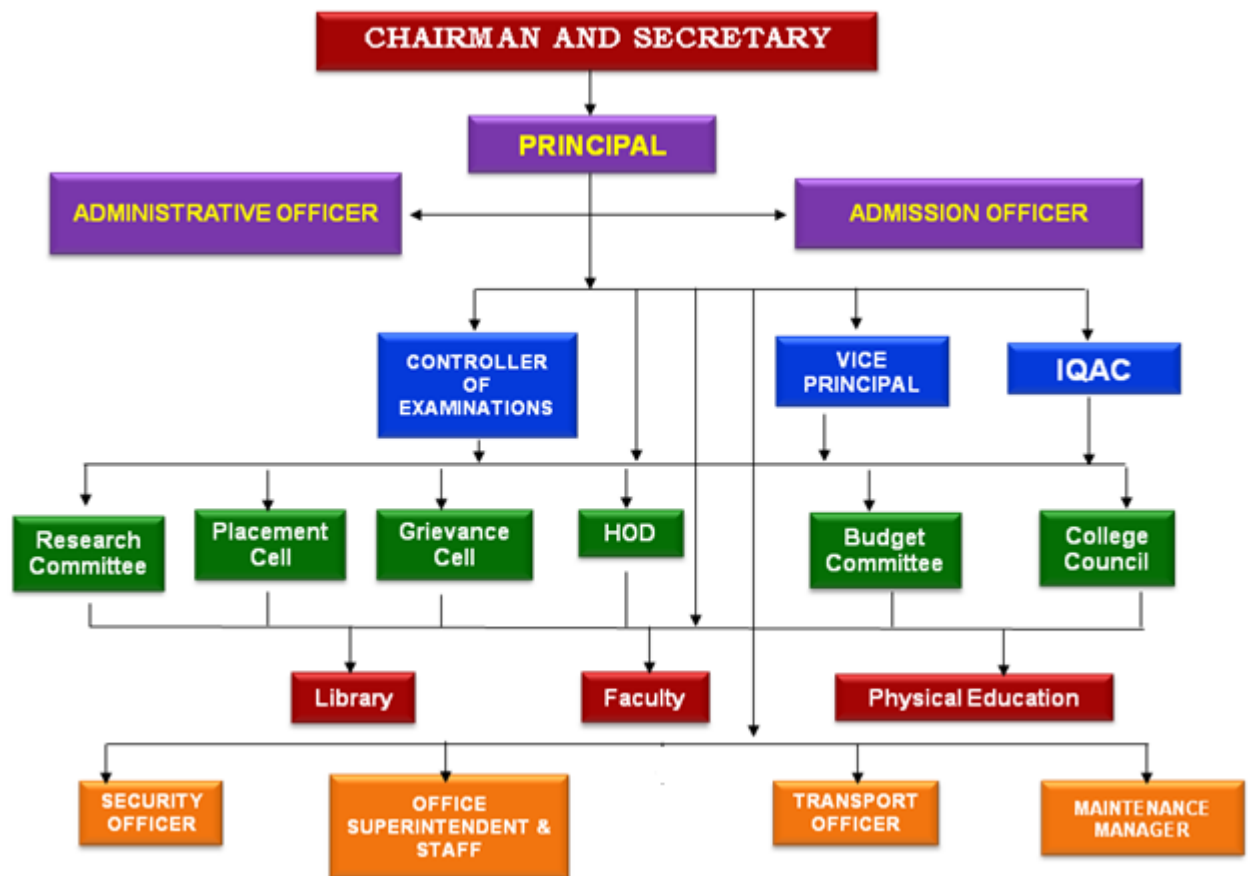 CHAIRMAN AND SECRETARY
PRINCIPAL
ADMINISTRATIVE OFFICER
ADMISSION OFFICER
CONTROLLER
OF
EXAMINATIONS
VICE
PRINCIPAL
IQAC
Research
Committee
Placement
Cell
Grievance
Cell
HOD
Budget
Committee
College
Council
Library
Faculty
Physical Education
SECURITY
OFFICER
OFFICE
SUPERINTENDENT &
STAFF
TRANSPORT
OFFICER
MAINTENANCE
MANAGER